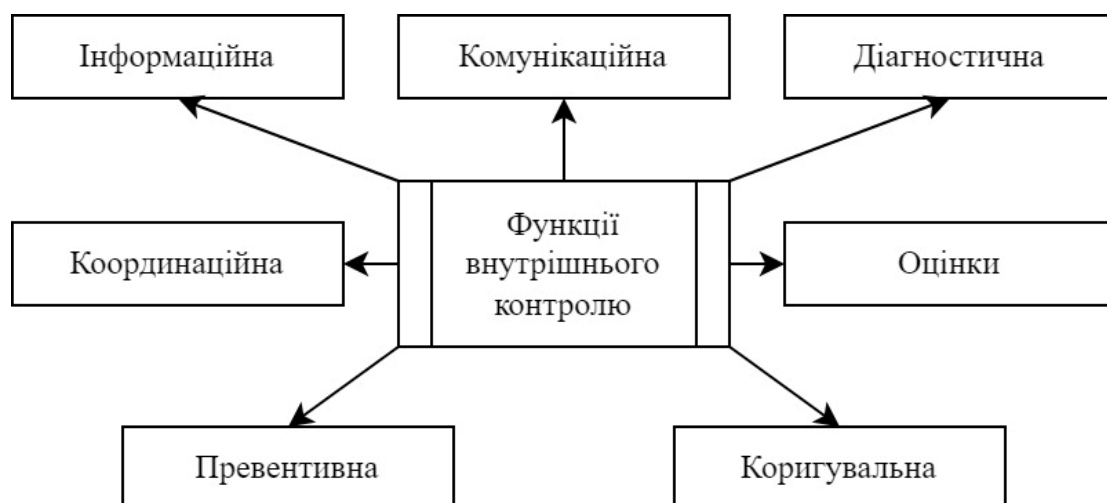 Інформаційна
Комунікаційна
Діагностична
Функції
внутрішнього
контролю
Координаційна
Оцінки
Превентивна
Коригувальна